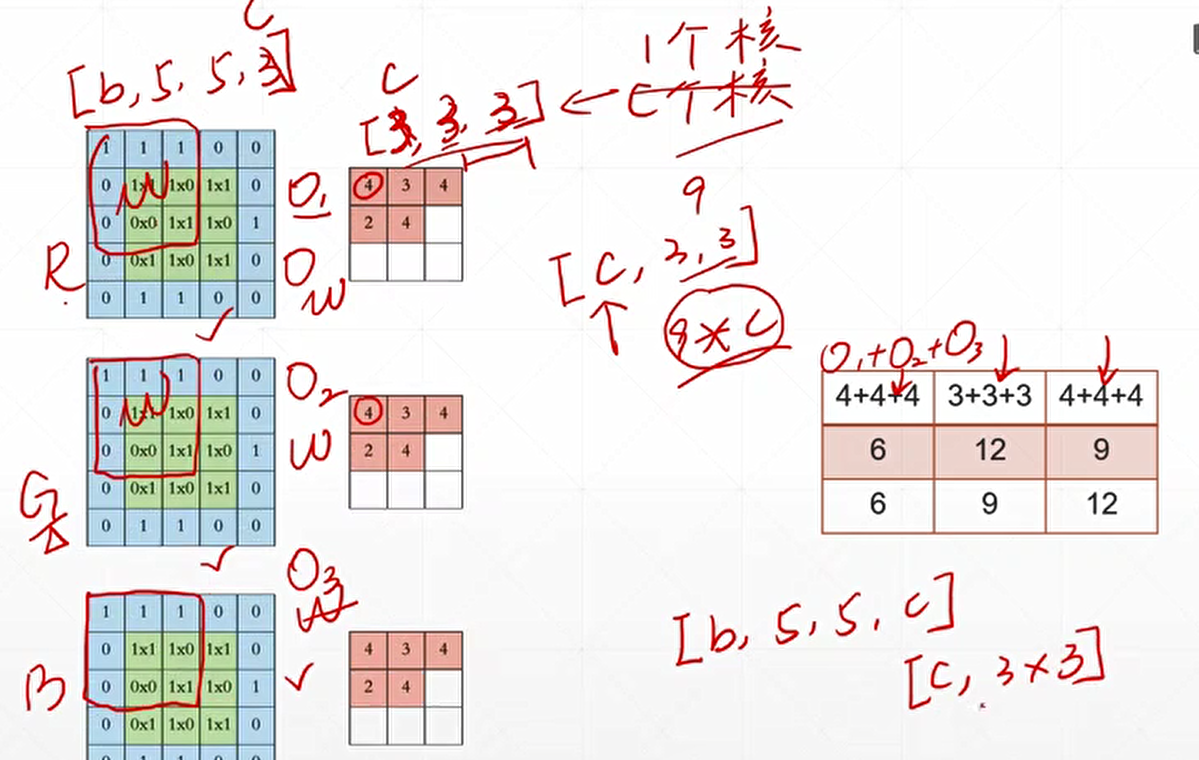 C
[b, 5, 5, 3]
C
[3, 3, 3] ← C个核
1个核
1 1 1 0 0
0 1x1 1x0 1x1 0
0 0x0 1x1 1x0 1
0 0x1 1x0 1x1 0
0 1 1 0 0
W
R
O1
O
W
4 3 4
2 4
9
[C, 3, 3]
9*C
1 1 1 0 0
0 1x1 1x0 1x1 0
0 0x0 1x1 1x0 1
0 0x1 1x0 1x1 0
0 1 1 0 0
W
G
O2
W
4 3 4
2 4
O1+O2+O3
4+4+4 3+3+3 4+4+4
6 12 9
6 9 12
1 1 1 0 0
0 1x1 1x0 1x1 0
0 0x0 1x1 1x0 1
0 0x1 1x0 1x1 0
B
O3
W
4 3 4
2 4
[b, 5, 5, C]
[C, 3×3]